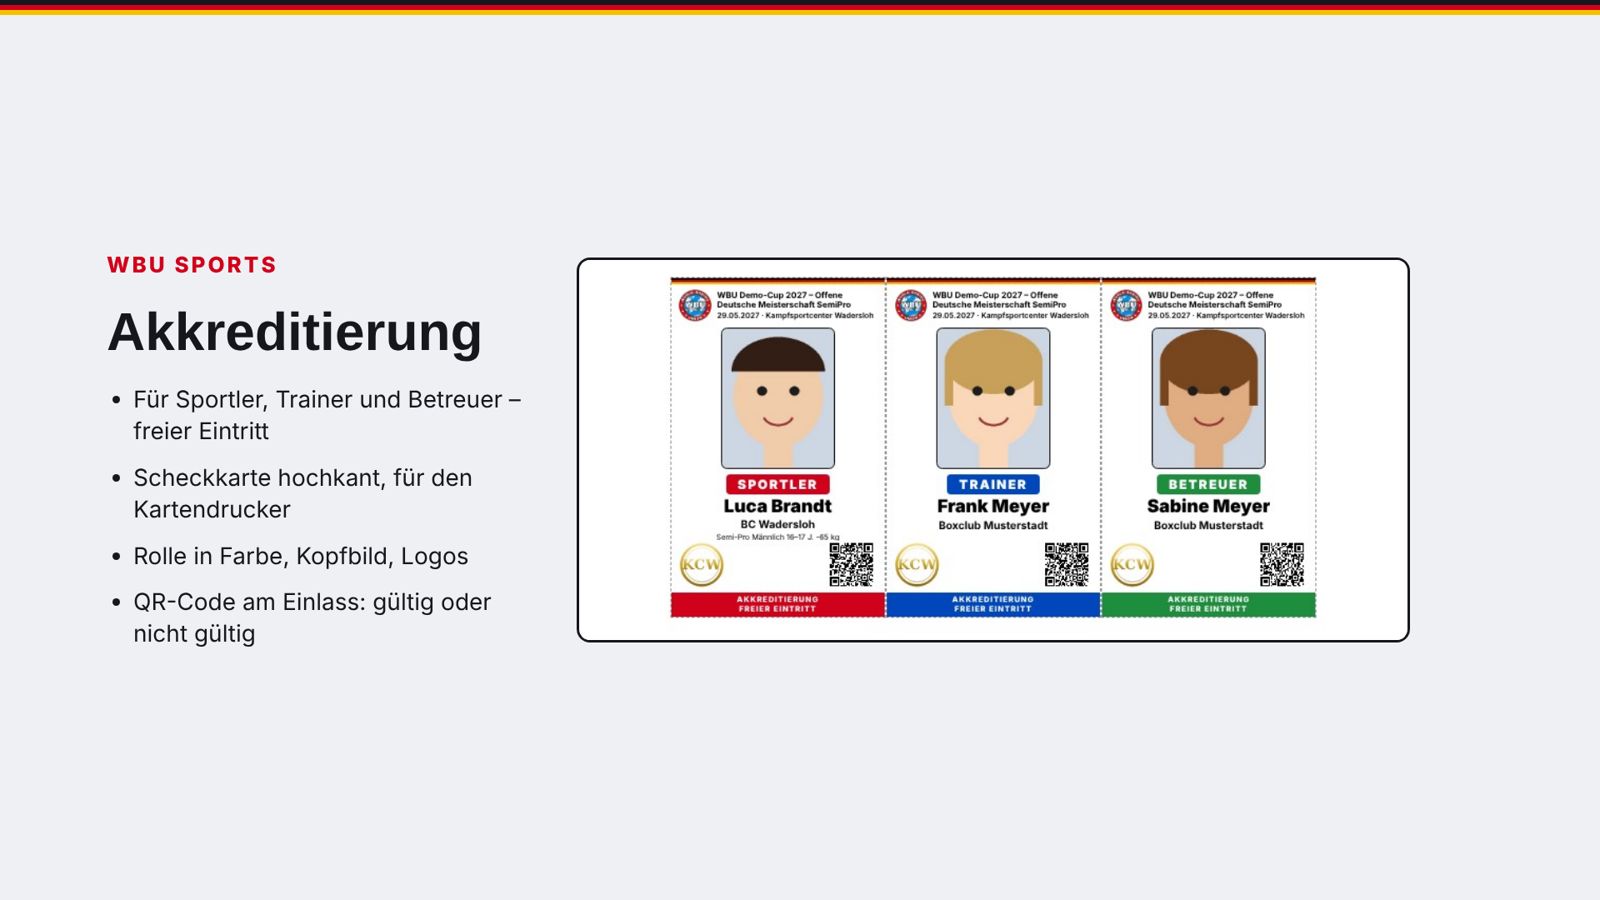 WBU SPORTS
Akkreditierung
• Für Sportler, Trainer und Betreuer –
freier Eintritt
• Scheckkarte hochkant, für den
Kartendrucker
• Rolle in Farbe, Kopfbild, Logos
• QR-Code am Einlass: gültig oder
nicht gültig
WBU Demo-Cup 2027 – Offene
Deutsche Meisterschaft SemiPro
29.05.2027 · Kampfsportcenter Wadersloh
SPORTLER
Luca Brandt
BC Wadersloh
Semi-Pro Männlich 16–17 J. -65 kg
KCW
AKKREDITIERUNG
FREIER EINTRITT
WBU Demo-Cup 2027 – Offene
Deutsche Meisterschaft SemiPro
29.05.2027 · Kampfsportcenter Wadersloh
TRAINER
Frank Meyer
Boxclub Musterstadt
KCW
AKKREDITIERUNG
FREIER EINTRITT
WBU Demo-Cup 2027 – Offene
Deutsche Meisterschaft SemiPro
29.05.2027 · Kampfsportcenter Wadersloh
BETREUER
Sabine Meyer
Boxclub Musterstadt
KCW
AKKREDITIERUNG
FREIER EINTRITT